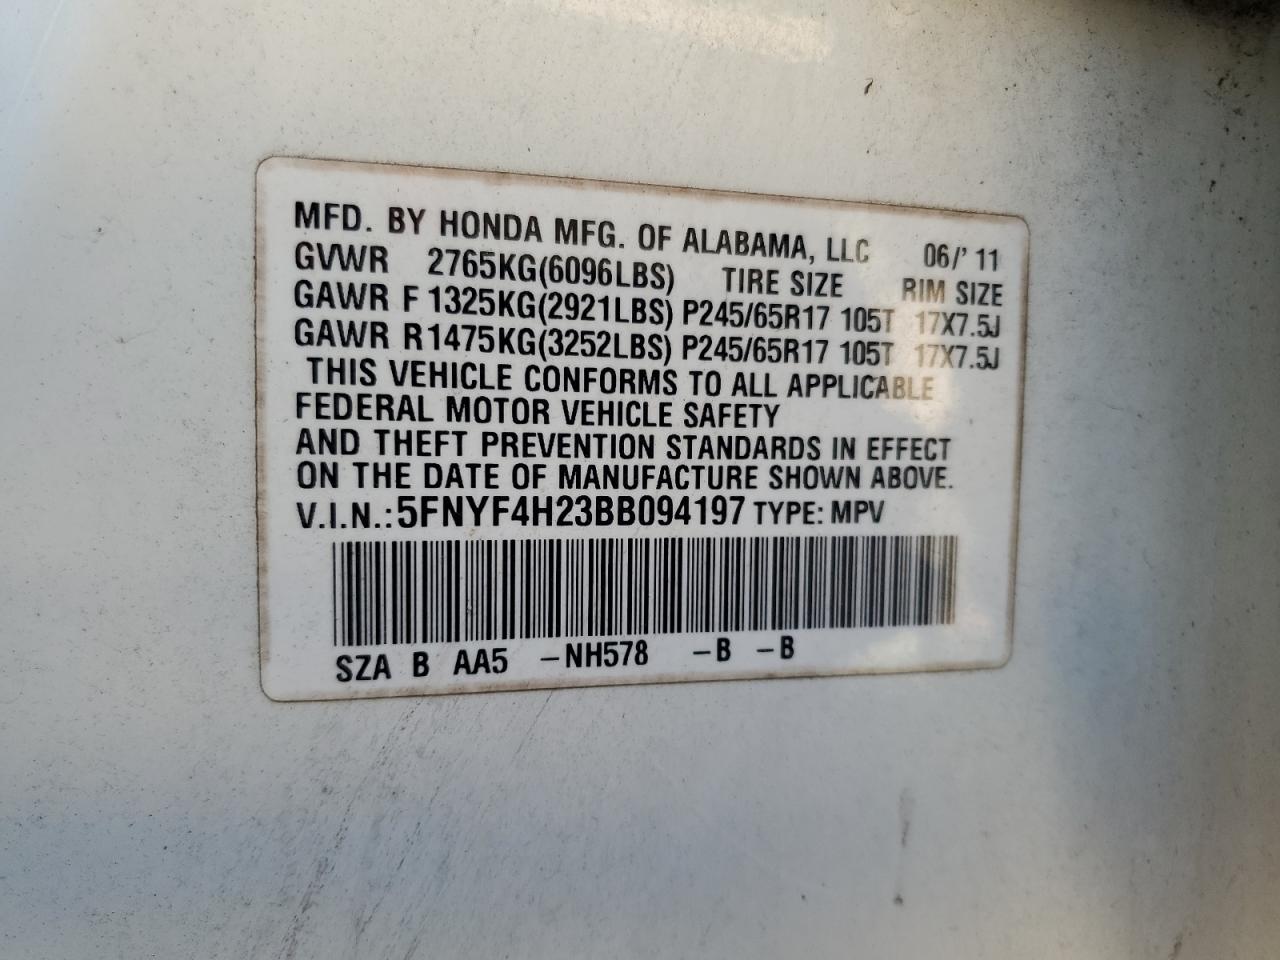 MFD. BY HONDA MFG. OF ALABAMA, LLC 06/' 11
GVWR 2765KG(6096LBS) TIRE SIZE RIM SIZE
GAWR F 1325KG(2921LBS) P245/65R17 105T 17X7.5J
GAWR R1475KG(3252LBS) P245/65R17 105T 17X7.5J
THIS VEHICLE CONFORMS TO ALL APPLICABLE
FEDERAL MOTOR VEHICLE SAFETY
AND THEFT PREVENTION STANDARDS IN EFFECT
ON THE DATE OF MANUFACTURE SHOWN ABOVE.
V.I.N.:5FNYF4H23BB094197 TYPE: MPV
SZA B AA5 –NH578 –B –B